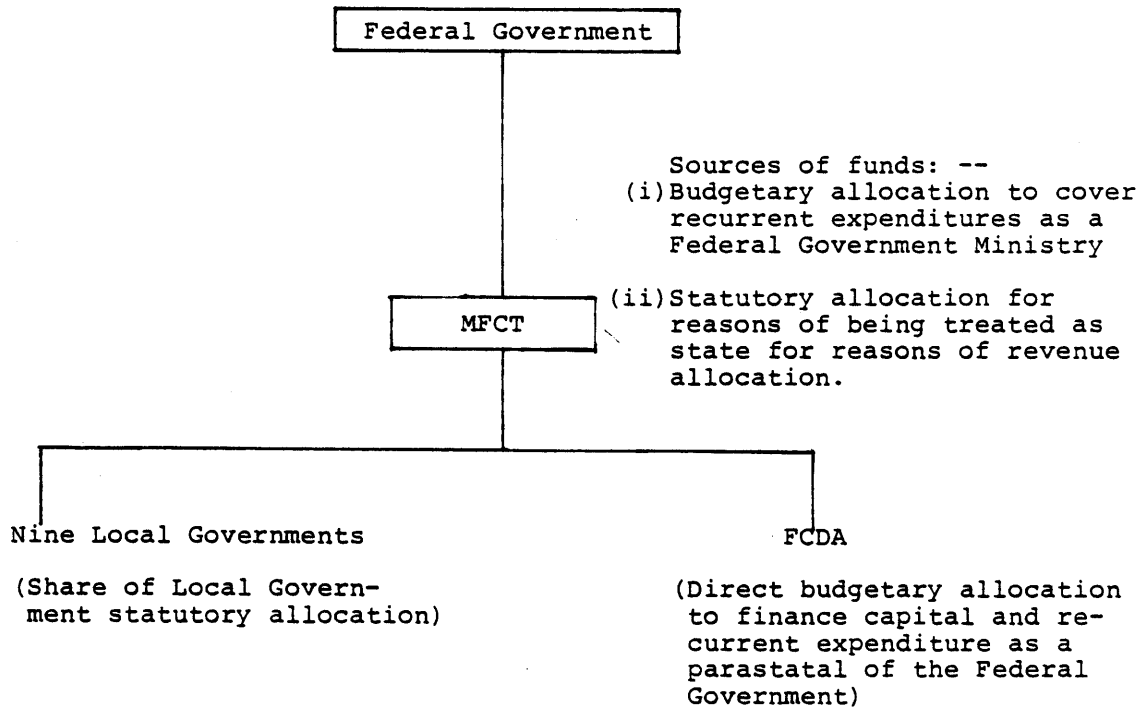 Federal Government
Sources of funds: --
(i)Budgetary allocation to cover
recurrent expenditures as a
Federal Government Ministry
(ii)Statutory allocation for
reasons of being treated as
state for reasons of revenue
allocation.
MFCT
Nine Local Governments
(Share of Local Govern-
ment statutory allocation)
FCDA
(Direct budgetary allocation
to finance capital and re-
current expenditure as a
parastatal of the Federal
Government)